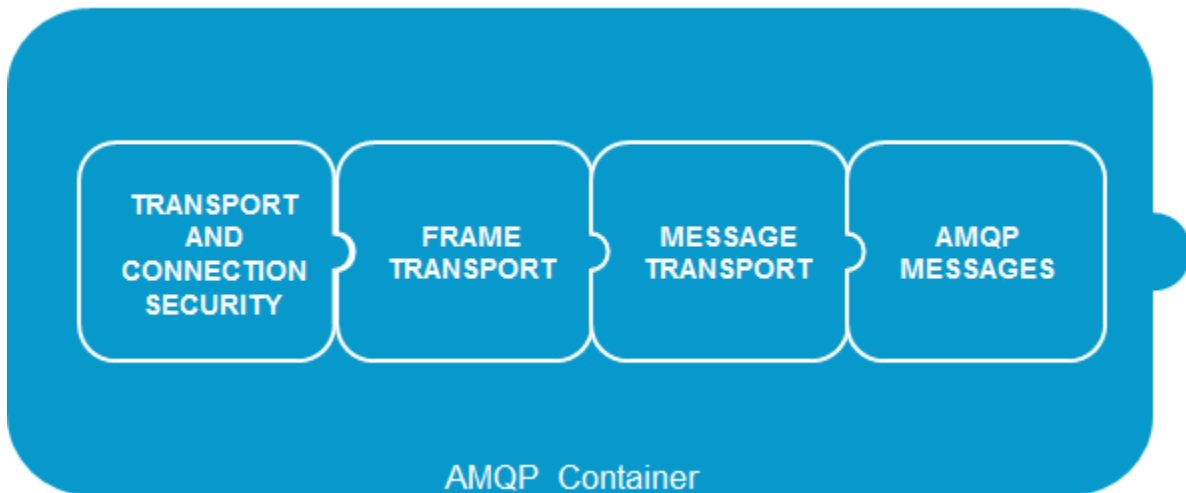 TRANSPORT
AND
CONNECTION
SECURITY
FRAME
TRANSPORT
MESSAGE
TRANSPORT
AMQP
MESSAGES
AMQP Container